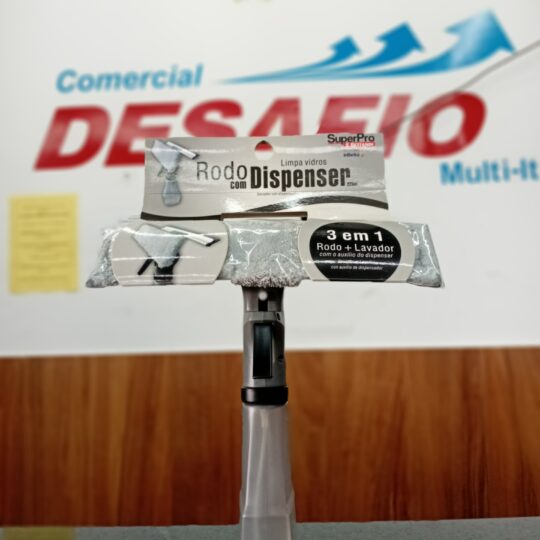 Comercial
DESAFIO
Multi-It
SuperPro
Limpa vidros
Rodo
com Dispenser
3 em 1
Rodo + Lavador
com o auxílio do dispenser